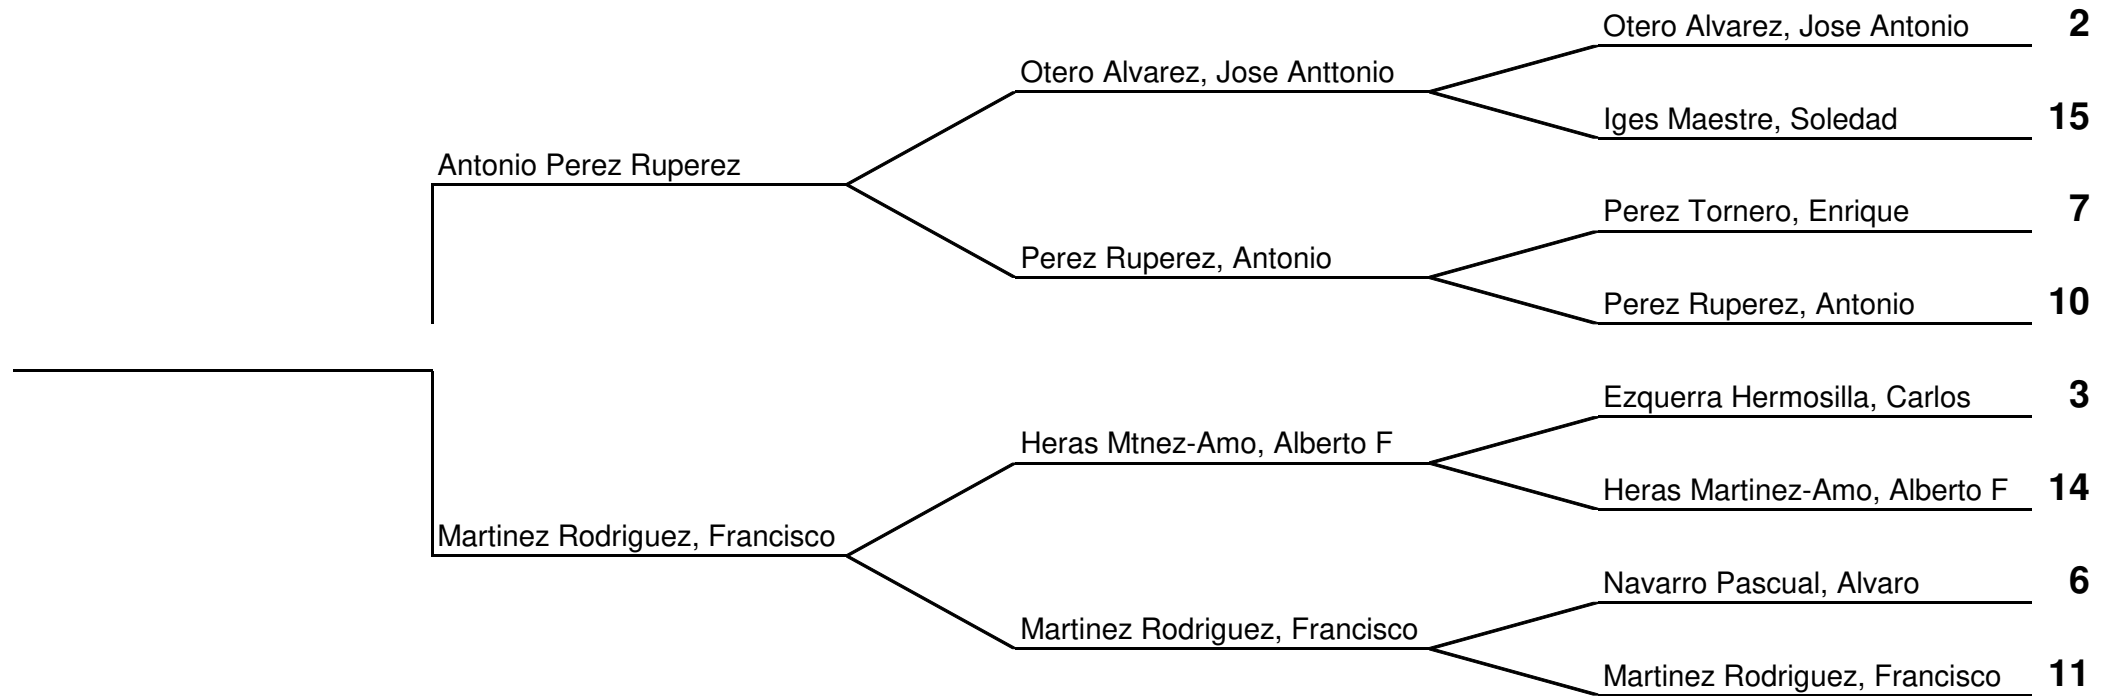 Otero Alvarez, Jose Antonio 2
Otero Alvarez, Jose Anttonio
Iges Maestre, Soledad 15
Antonio Perez Ruperez
Perez Tornero, Enrique 7
Perez Ruperez, Antonio
Perez Ruperez, Antonio 10
Ezquerra Hermosilla, Carlos 3
Heras Mtnez-Amo, Alberto F
Heras Martinez-Amo, Alberto F 14
Martinez Rodriguez, Francisco
Navarro Pascual, Alvaro 6
Martinez Rodriguez, Francisco
Martinez Rodriguez, Francisco 11